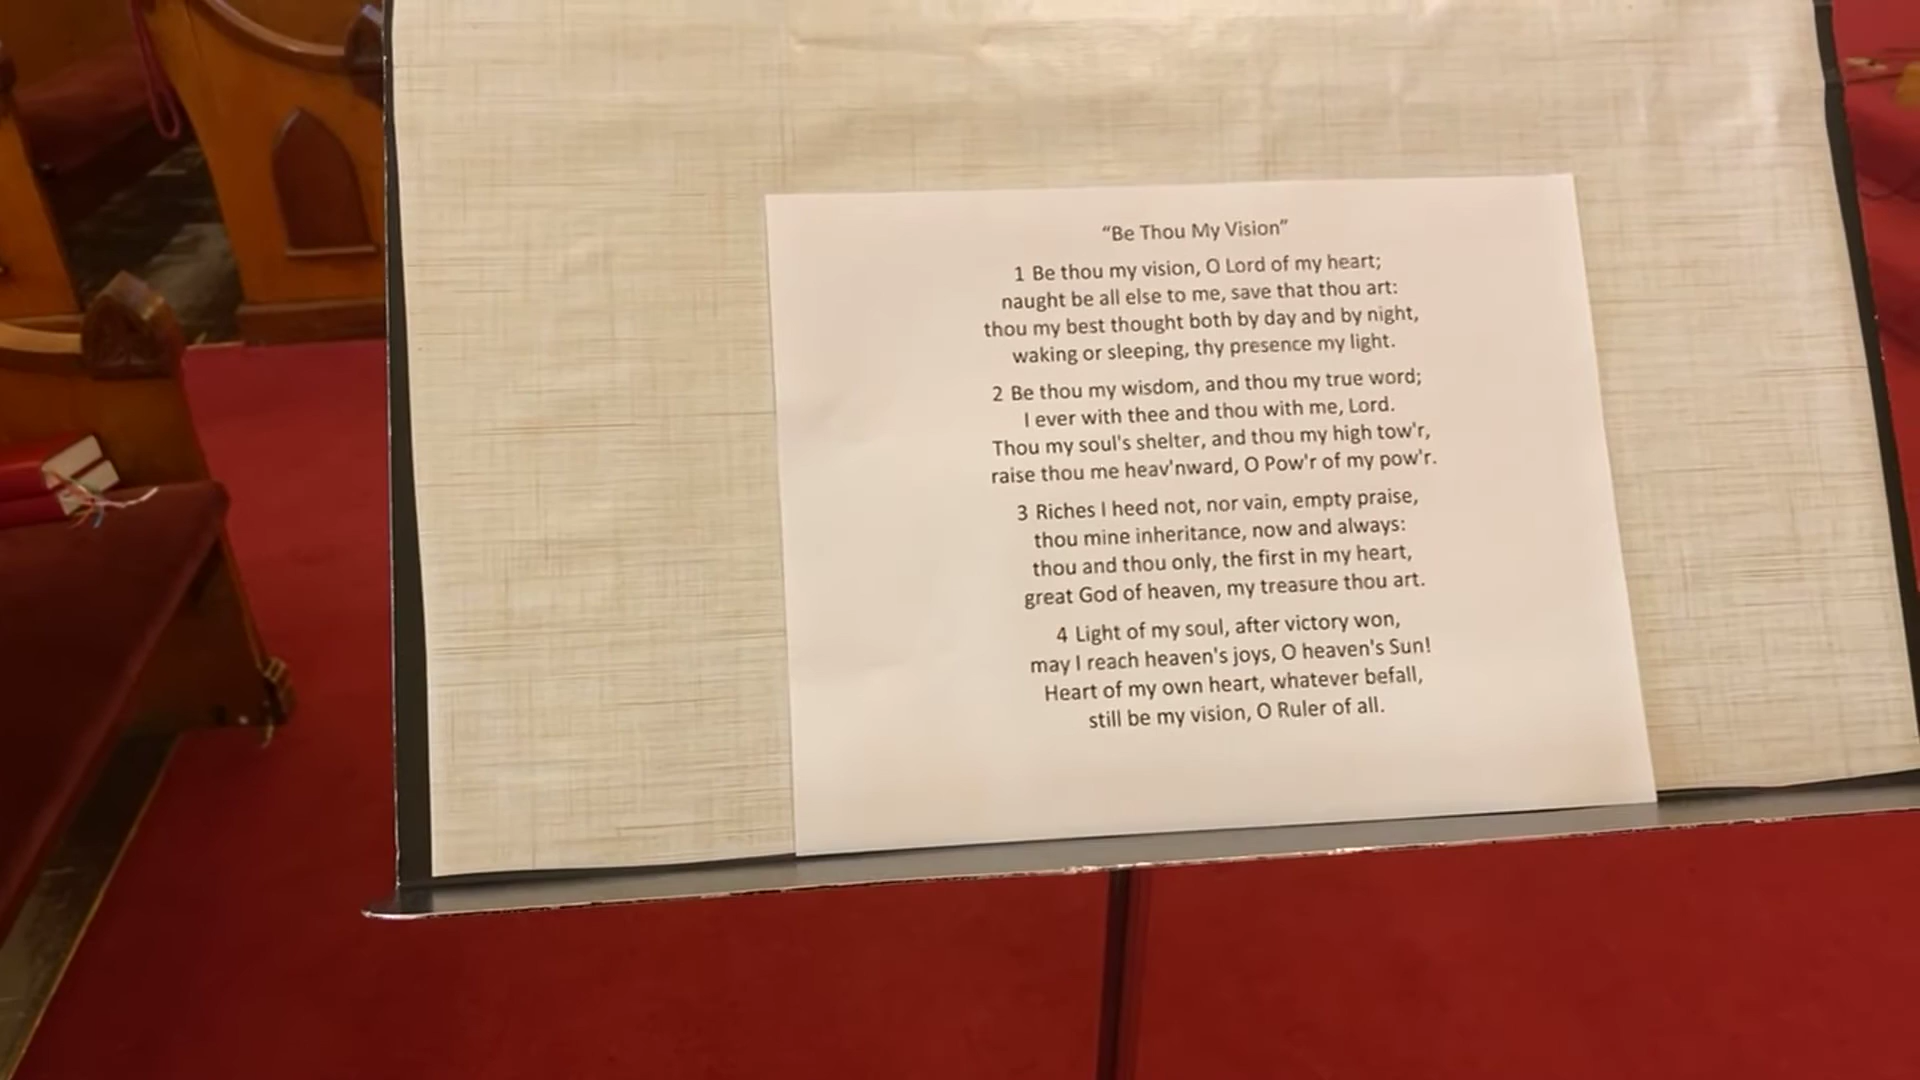 “Be Thou My Vision”
1 Be thou my vision, O Lord of my heart;
naught be all else to me, save that thou art:
thou my best thought both by day and by night,
waking or sleeping, thy presence my light.
2 Be thou my wisdom, and thou my true word;
I ever with thee and thou with me, Lord.
Thou my soul's shelter, and thou my high tow'r,
raise thou me heav'nward, O Pow'r of my pow'r.
3 Riches I heed not, nor vain, empty praise,
thou mine inheritance, now and always:
thou and thou only, the first in my heart,
great God of heaven, my treasure thou art.
4 Light of my soul, after victory won,
may I reach heaven's joys, O heaven's Sun!
Heart of my own heart, whatever befall,
still be my vision, O Ruler of all.